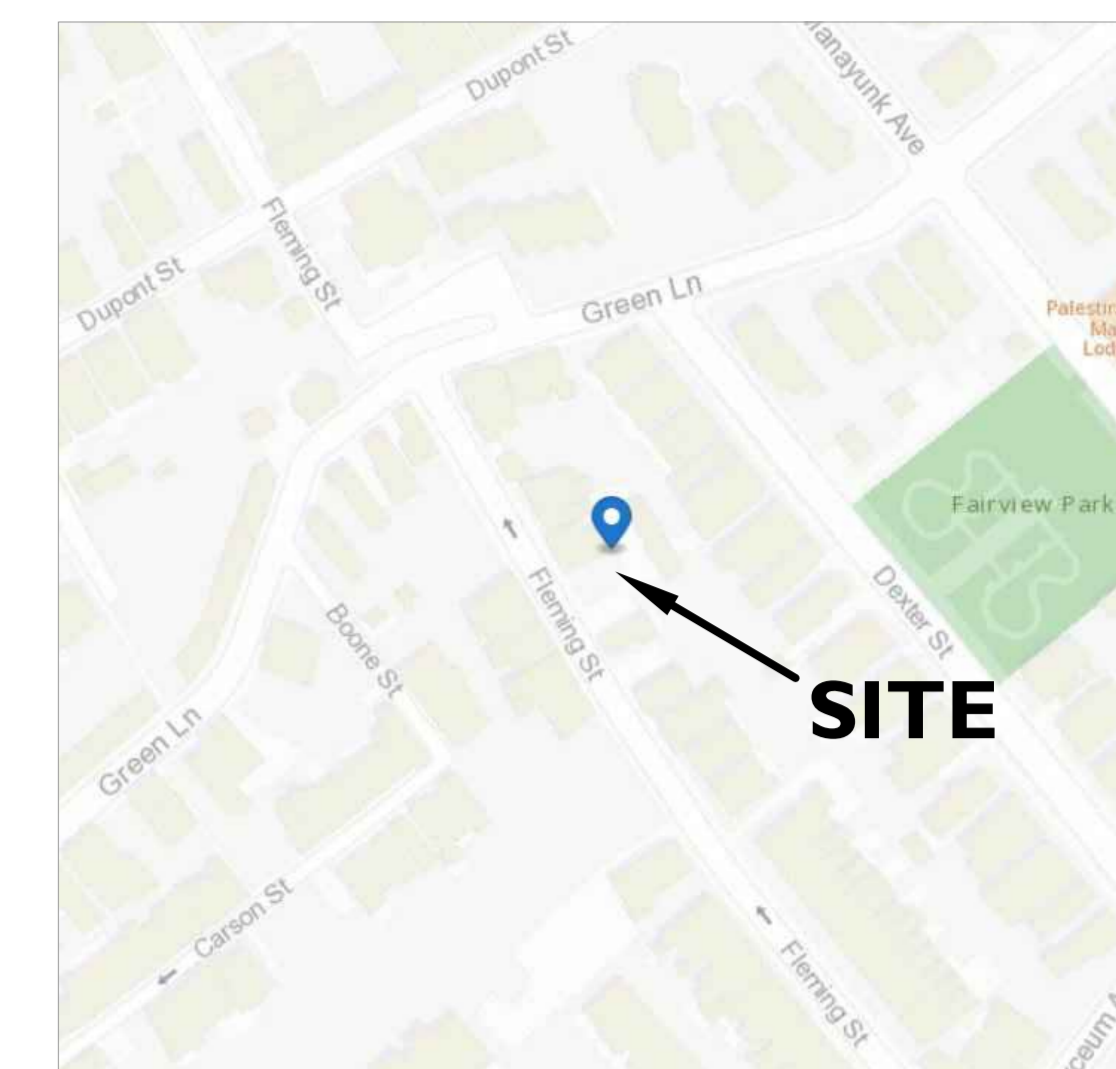 Dupont St
Manayunk Ave
Fleming St
Dupont St
Green Ln
Fairview Park
Fleming St
Dexter St
Boone St
SITE
Green Ln
Carson St
Fleming St